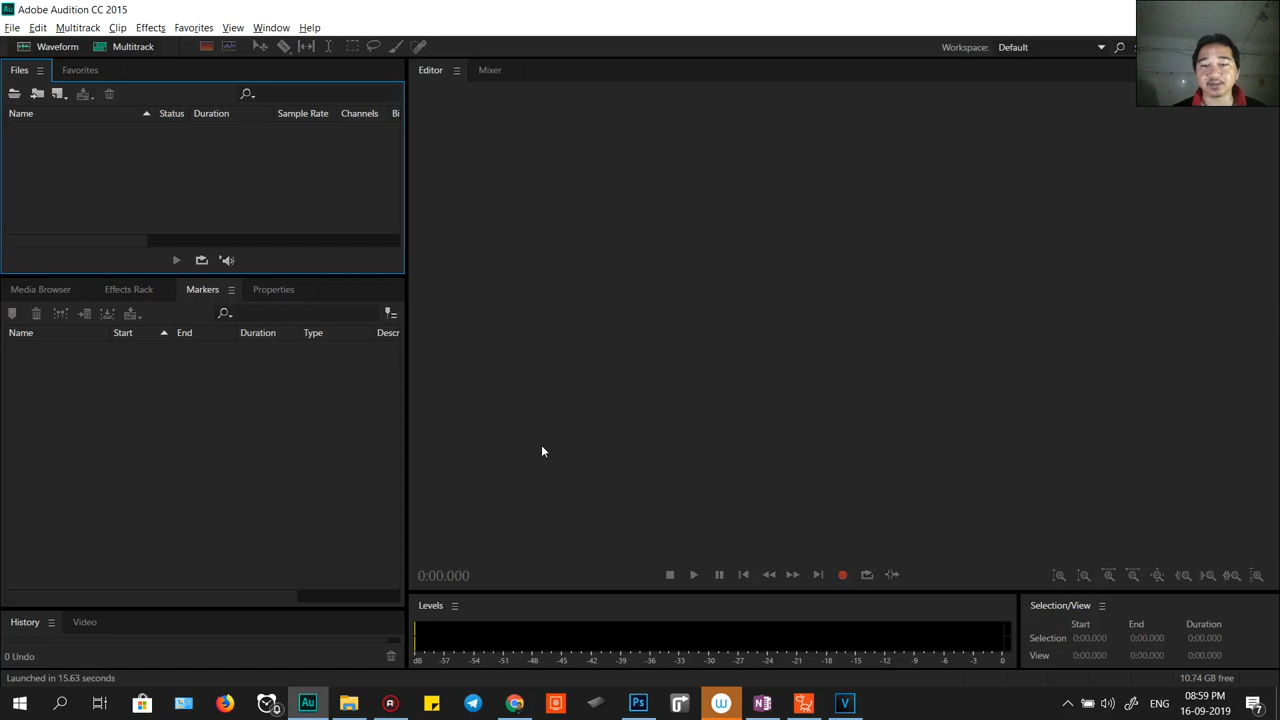 Au Adobe Audition CC 2015
File Edit Multitrack Clip Effects Favorites View Window Help
Waveform Multitrack Workspace: Default
Files Favorites Editor Mixer
Name Status Duration Sample Rate Channels Bi
Media Browser Effects Rack Markers Properties
Name Start End Duration Type Descr
0:00.000
History Video Levels Selection/View
Start End Duration
Selection 0:00.000 0:00.000 0:00.000
0 Undo View 0:00.000 0:00.000 0:00.000
dB -57 -54 -51 -48 -45 -42 -39 -36 -33 -30 -27 -24 -21 -18 -15 -12 -9 -6 -3 0
Launched in 15.63 seconds 10.74 GB free
Au Ps W N V ENG 08:59 PM
16-09-2019 7